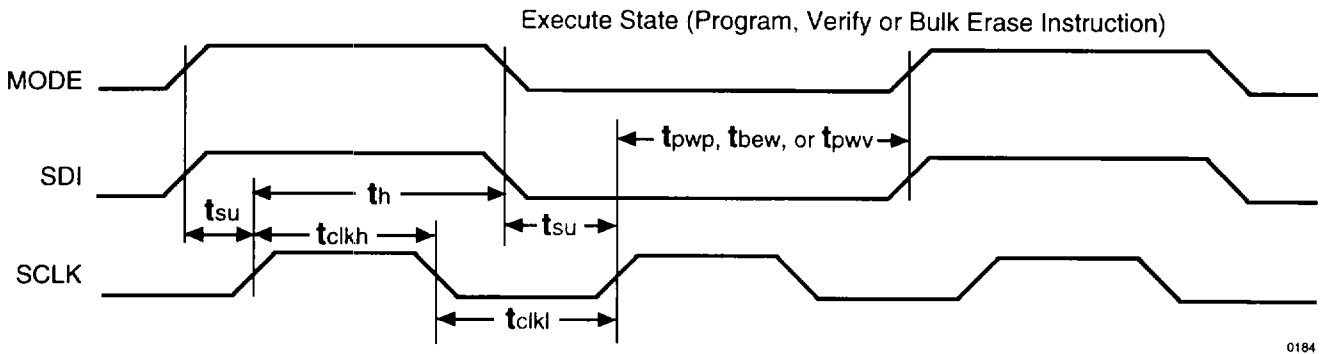 Execute State (Program, Verify or Bulk Erase Instruction)
MODE
tpwp, tbew, or tpwv
SDI
th
tsu
tclkh
tsu
SCLK
tclkl
0184